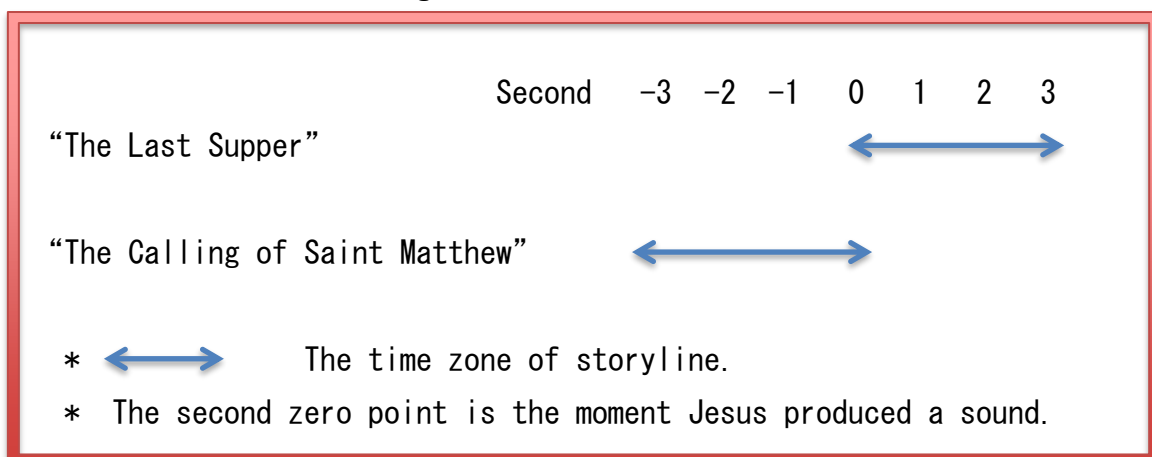 Second -3 -2 -1 0 1 2 3
“The Last Supper”
“The Calling of Saint Matthew”
* The time zone of storyline.
* The second zero point is the moment Jesus produced a sound.